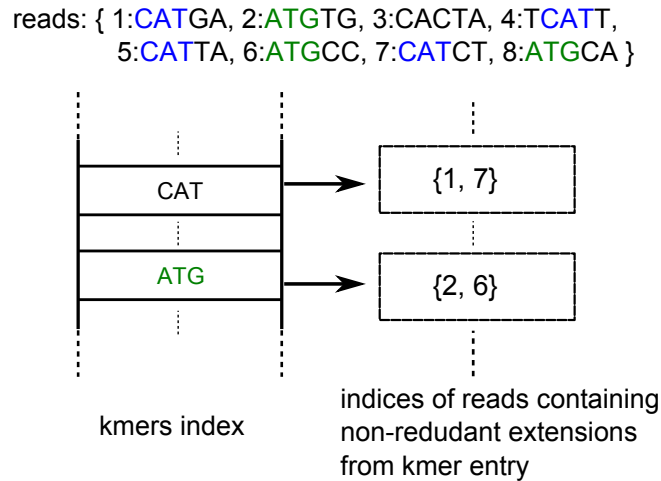 reads: { 1:CATGA, 2:ATGTG, 3:CACTA, 4:TCATT,
5:CATTA, 6:ATGCC, 7:CATCT, 8:ATGCA }
CAT
{1, 7}
ATG
{2, 6}
kmers index
indices of reads containing
non-redudant extensions
from kmer entry